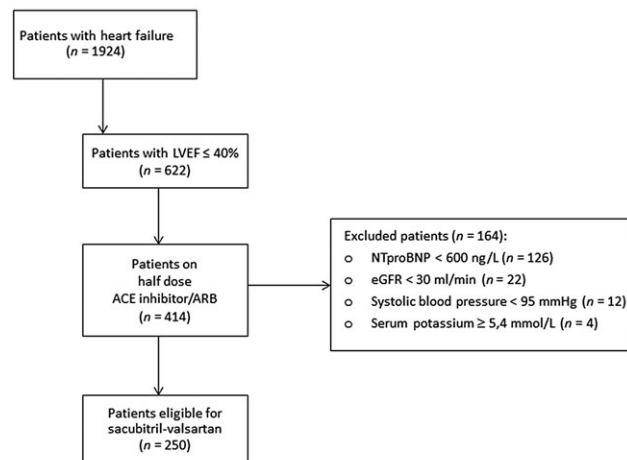 Patients with heart failure
(n = 1924)
Patients with LVEF ≤ 40%
(n = 622)
Patients on
half dose
ACE inhibitor/ARB
(n = 414)
Excluded patients (n = 164):
o NTproBNP < 600 ng/L (n = 126)
o eGFR < 30 ml/min (n = 22)
o Systolic blood pressure < 95 mmHg (n = 12)
o Serum potassium ≥ 5,4 mmol/L (n = 4)
Patients eligible for
sacubitril-valsartan
(n = 250)